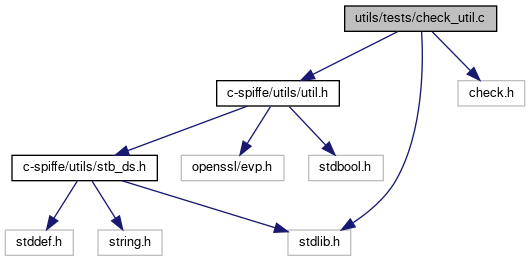 utils/tests/check_util.c
c-spiffe/utils/util.h
check.h
c-spiffe/utils/stb_ds.h
openssl/evp.h
stdbool.h
stddef.h
string.h
stdlib.h